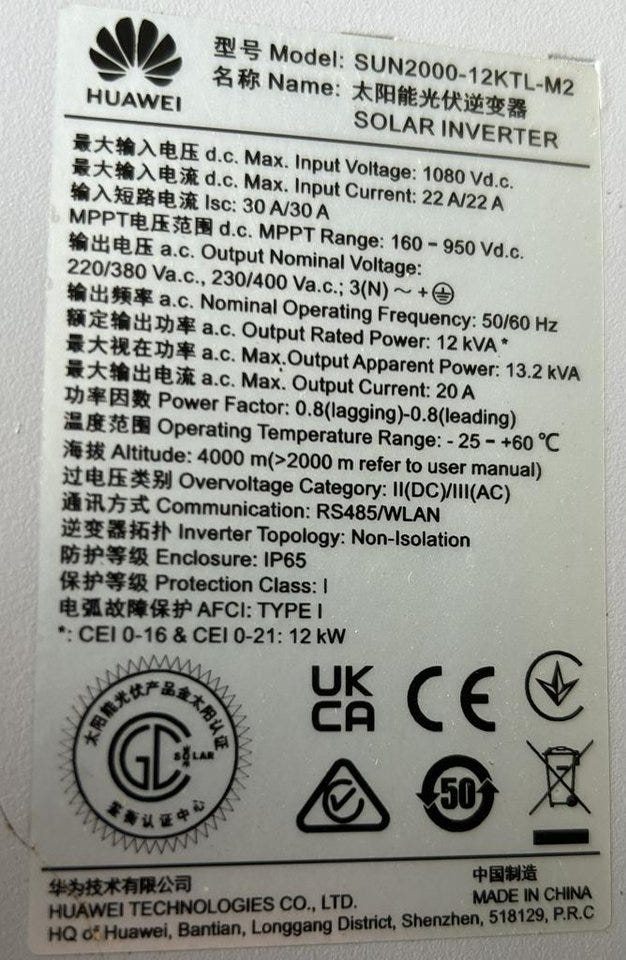 HUAWEI
型号 Model: SUN2000-12KTL-M2
名称 Name: 太阳能光伏逆变器
SOLAR INVERTER
最大输入电压 d.c. Max. Input Voltage: 1080 Vd.c.
最大输入电流 d.c. Max. Input Current: 22 A/22 A
输入短路电流 Isc: 30 A/30 A
MPPT电压范围 d.c. MPPT Range: 160 – 950 Vd.c.
输出电压 a.c. Output Nominal Voltage:
220/380 Va.c., 230/400 Va.c.; 3(N) ~ + ⏚
输出频率 a.c. Nominal Operating Frequency: 50/60 Hz
额定输出功率 a.c. Output Rated Power: 12 kVA *
最大视在功率 a.c. Max.Output Apparent Power: 13.2 kVA
最大输出电流 a.c. Max. Output Current: 20 A
功率因数 Power Factor: 0.8(lagging)-0.8(leading)
温度范围 Operating Temperature Range: - 25 – +60 ℃
海拔 Altitude: 4000 m(>2000 m refer to user manual)
过电压类别 Overvoltage Category: II(DC)/III(AC)
通讯方式 Communication: RS485/WLAN
逆变器拓扑 Inverter Topology: Non-Isolation
防护等级 Enclosure: IP65
保护等级 Protection Class: I
电弧故障保护 AFCI: TYPE I
*: CEI 0-16 & CEI 0-21: 12 kW
太阳能光伏产品金太阳认证
CGC
SOLAR
鉴衡认证中心
UK
CA
CE
50
华为技术有限公司
中国制造
HUAWEI TECHNOLOGIES CO., LTD.
MADE IN CHINA
HQ of Huawei, Bantian, Longgang District, Shenzhen, 518129, P.R.C